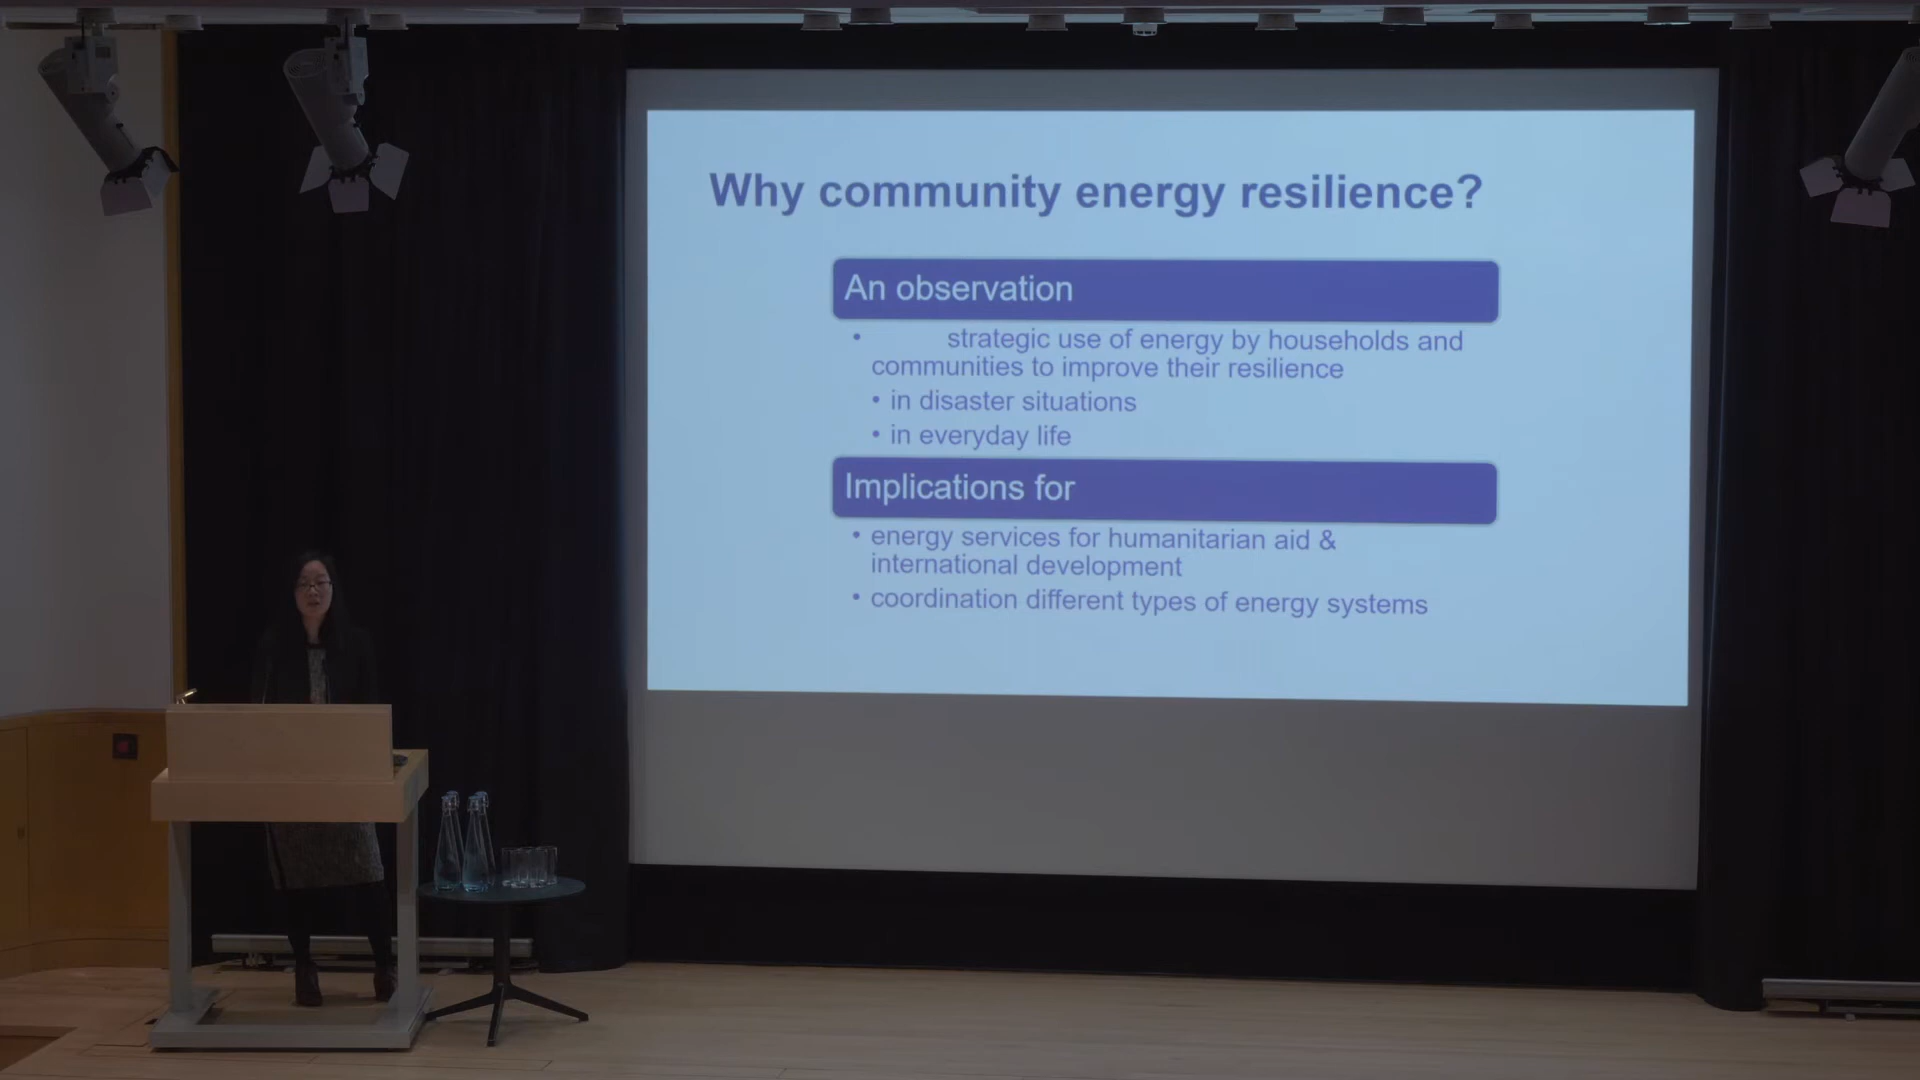 Why community energy resilience?
An observation
• strategic use of energy by households and
communities to improve their resilience
• in disaster situations
• in everyday life
Implications for
• energy services for humanitarian aid &
international development
• coordination different types of energy systems